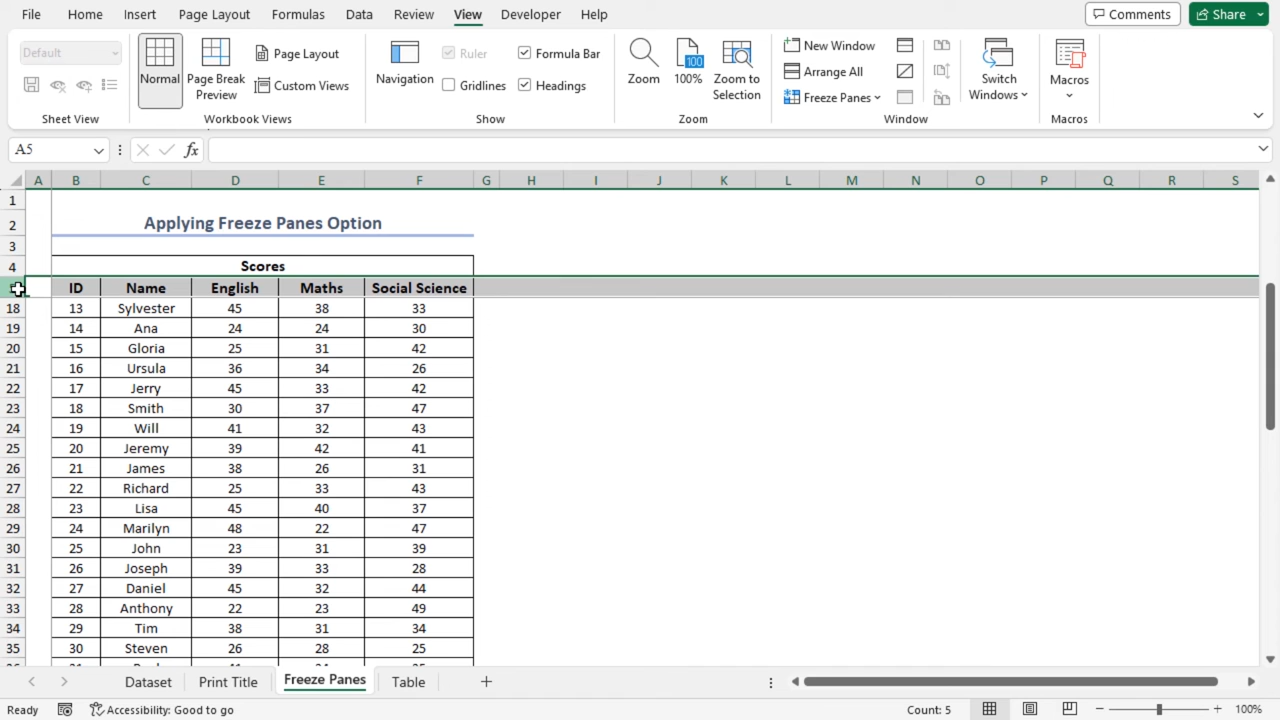 File Home Insert Page Layout Formulas Data Review View Developer Help Comments Share
Default Normal Page Break Preview Page Layout Custom Views Navigation Ruler Gridlines Formula Bar Headings Zoom 100 100% Zoom to Selection New Window Arrange All Freeze Panes Switch Windows Macros
Sheet View Workbook Views Show Zoom Window Macros
A5 fx
A B C D E F G H I J K L M N O P Q R S
1
2 Applying Freeze Panes Option
3
4 Scores
ID Name English Maths Social Science
18 13 Sylvester 45 38 33
19 14 Ana 24 24 30
20 15 Gloria 25 31 42
21 16 Ursula 36 34 26
22 17 Jerry 45 33 42
23 18 Smith 30 37 47
24 19 Will 41 32 43
25 20 Jeremy 39 42 41
26 21 James 38 26 31
27 22 Richard 25 33 43
28 23 Lisa 45 40 37
29 24 Marilyn 48 22 47
30 25 John 23 31 39
31 26 Joseph 39 33 28
32 27 Daniel 45 32 44
33 28 Anthony 22 23 49
34 29 Tim 38 31 34
35 30 Steven 26 28 25
Dataset Print Title Freeze Panes Table
Ready Accessibility: Good to go Count: 5 100%